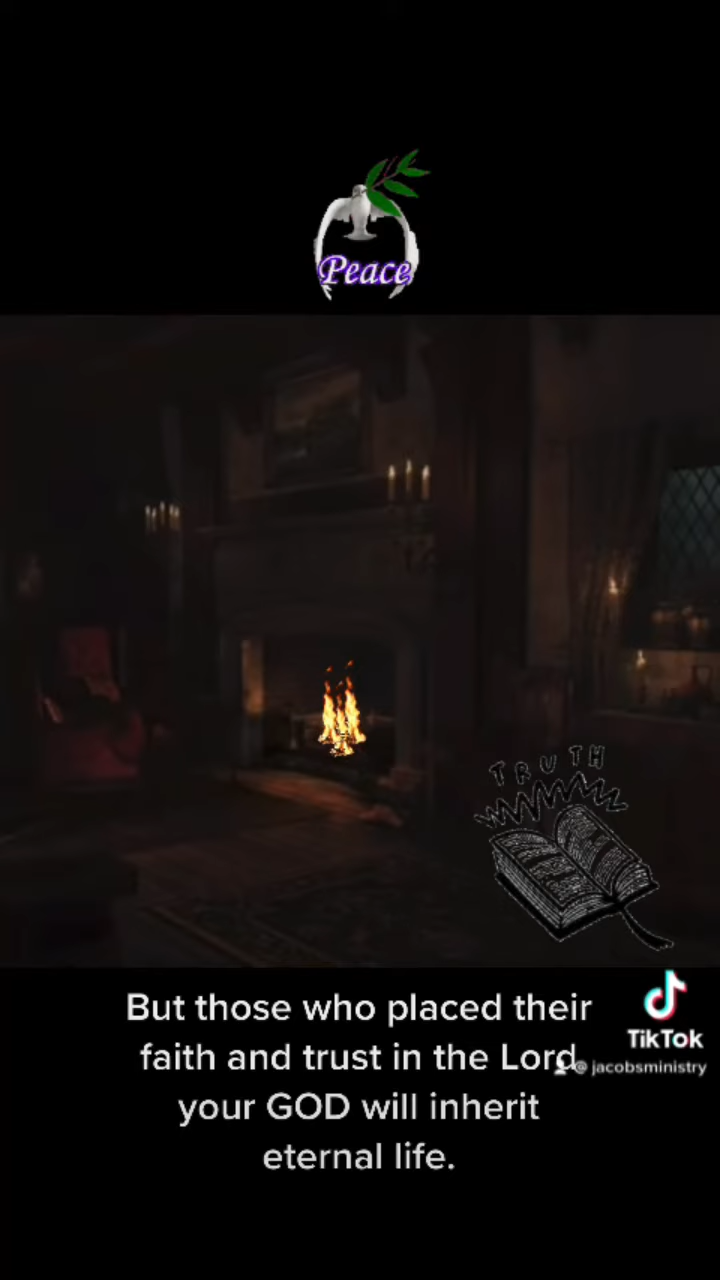 Peace
TRUTH
But those who placed their
faith and trust in the Lord
your GOD will inherit
eternal life.
TikTok
@ jacobsministry